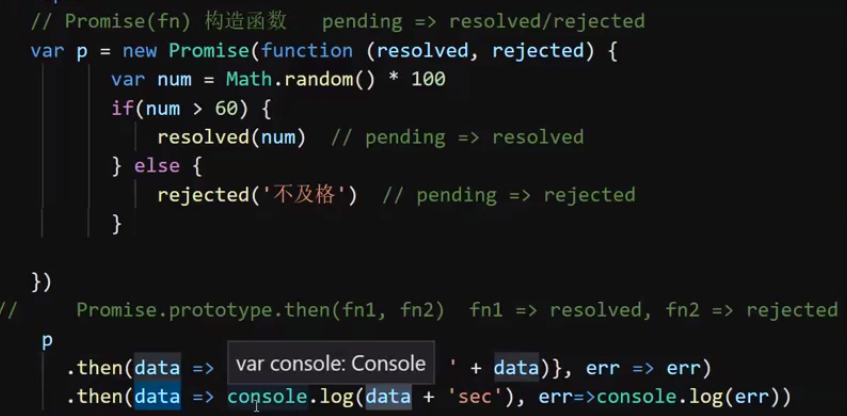 // Promise(fn) 构造函数   pending => resolved/rejected
var p = new Promise(function (resolved, rejected) {
var num = Math.random() * 100
if(num > 60) {
resolved(num)  // pending => resolved
} else {
rejected('不及格')  // pending => rejected
}
})
//      Promise.prototype.then(fn1, fn2)  fn1 => resolved, fn2 => rejected
p
var console: Console
.then(data => ' + data)}, err => err)
.then(data => console.log(data + 'sec'), err=>console.log(err))